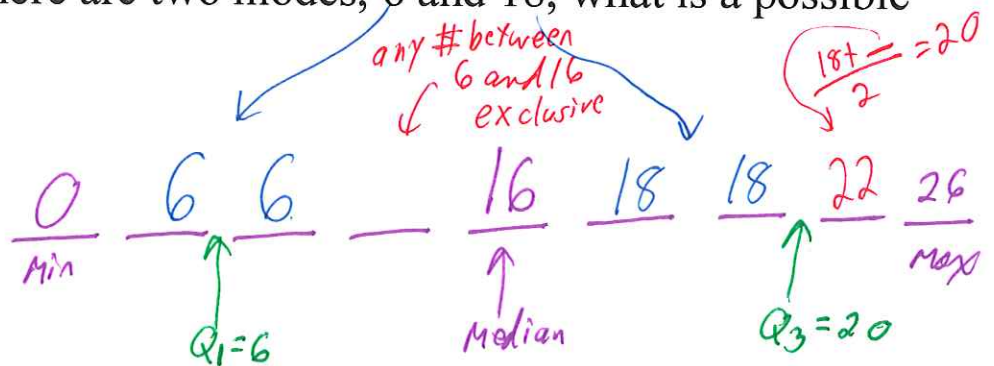 here are two modes, 6 and 18, what is a possible
any # between
6 and 16
exclusive
18+_/2 = 20
0 6 6 _ 16 18 18 22 26
Min
Max
Q1=6
Median
Q3=20